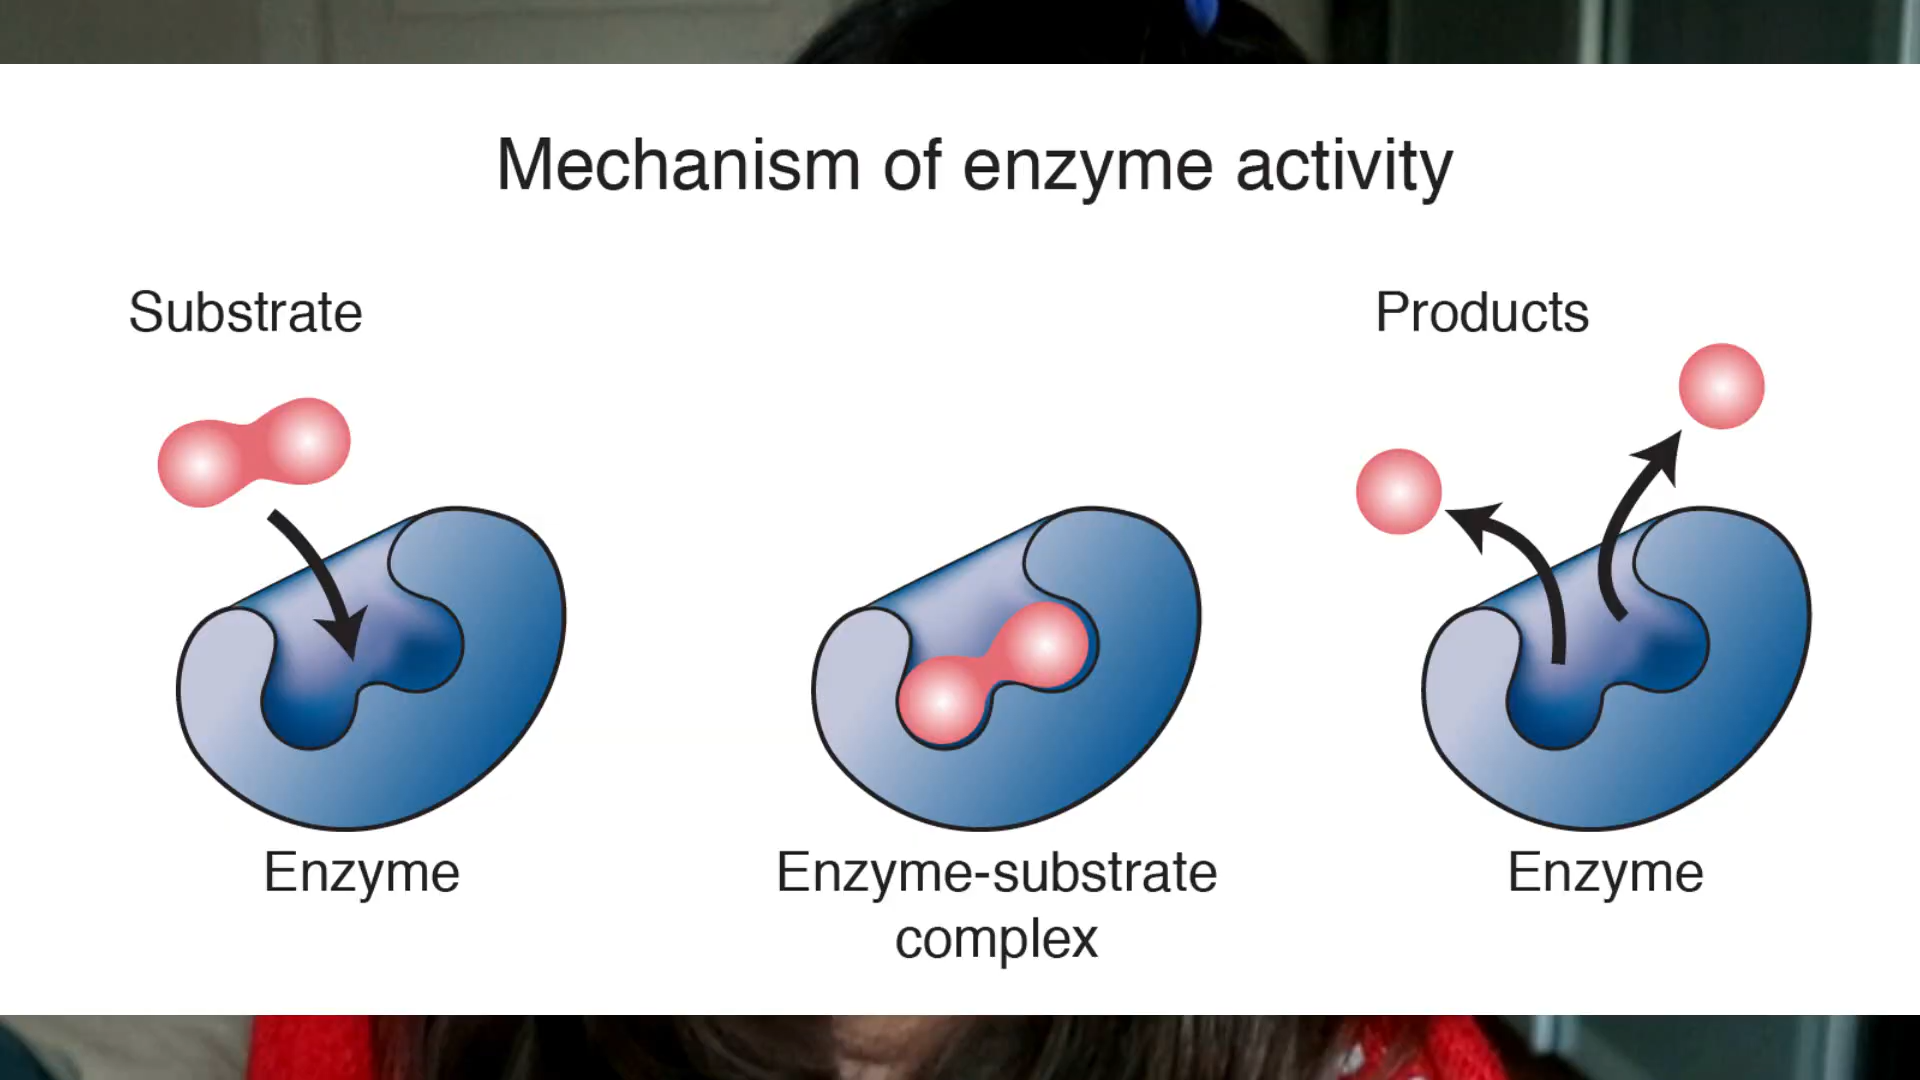 Mechanism of enzyme activity
Substrate
Products
Enzyme
Enzyme-substrate
complex
Enzyme